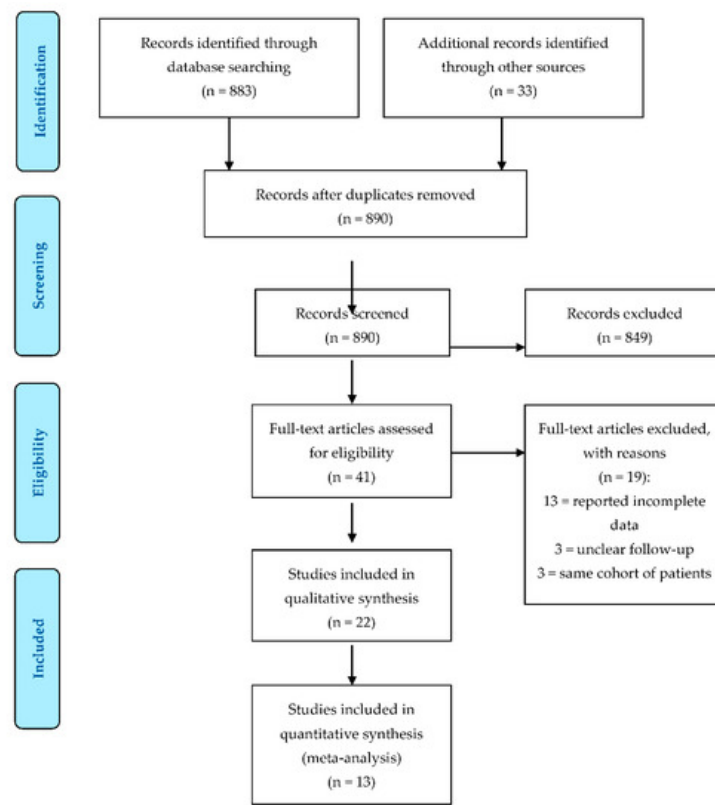 Identification
Records identified through
database searching
(n = 883)
Additional records identified
through other sources
(n = 33)
Records after duplicates removed
(n = 890)
Screening
Records screened
(n = 890)
Records excluded
(n = 849)
Eligibility
Full-text articles assessed
for eligibility
(n = 41)
Full-text articles excluded,
with reasons
(n = 19):
13 = reported incomplete
data
3 = unclear follow-up
3 = same cohort of patients
Included
Studies included in
qualitative synthesis
(n = 22)
Studies included in
quantitative synthesis
(meta-analysis)
(n = 13)